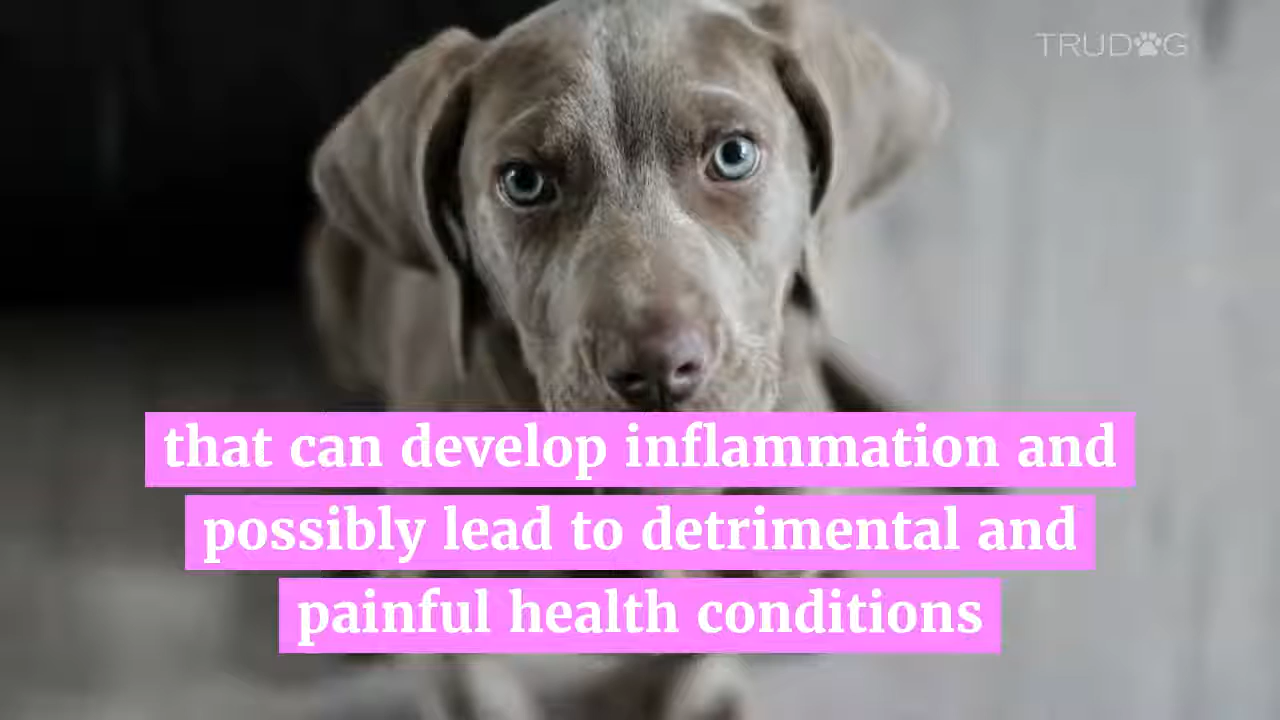 TRUDOG
that can develop inflammation and
possibly lead to detrimental and
painful health conditions